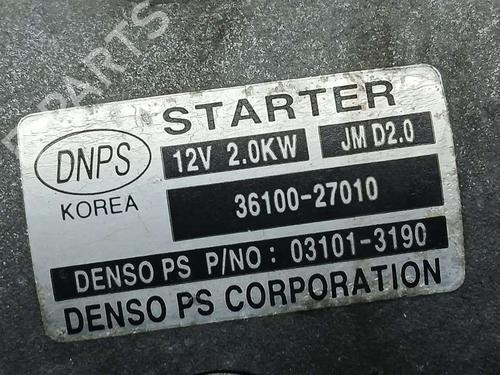 STARTER
DNPS
12V 2.0KW JM D2.0
KOREA
36100-27010
DENSO PS P/NO : 03101-3190
DENSO PS CORPORATION